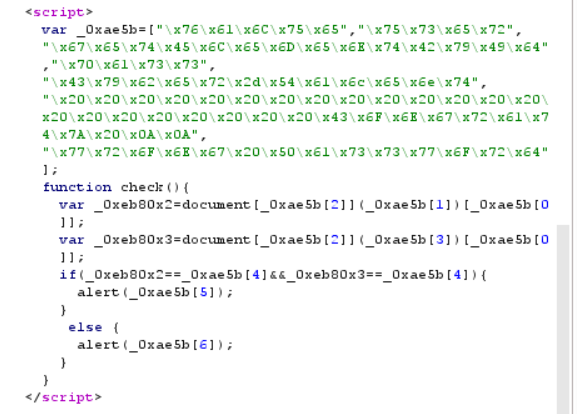 <script>
var _0xae5b=["\x76\x61\x6C\x75\x65","\x75\x73\x65\x72",
"\x67\x65\x74\x45\x6C\x65\x6D\x65\x6E\x74\x42\x79\x49\x64"
,"\x70\x61\x73\x73",
"\x43\x79\x62\x65\x72\x2d\x54\x61\x6c\x65\x6e\x74",
"\x20\x20\x20\x20\x20\x20\x20\x20\x20\x20\x20\x20\x20\x20\
x20\x20\x20\x20\x20\x20\x20\x20\x43\x6F\x6E\x67\x72\x61\x7
4\x7A\x20\x0A\x0A",
"\x77\x72\x6F\x6E\x67\x20\x50\x61\x73\x73\x77\x6F\x72\x64"
];
function check(){
var _0xeb80x2=document[_0xae5b[2]](_0xae5b[1])[_0xae5b[0
]];
var _0xeb80x3=document[_0xae5b[2]](_0xae5b[3])[_0xae5b[0
]];
if(_0xeb80x2==_0xae5b[4]&&_0xeb80x3==_0xae5b[4]){
alert(_0xae5b[5]);
}
else {
alert(_0xae5b[6]);
}
}
</script>